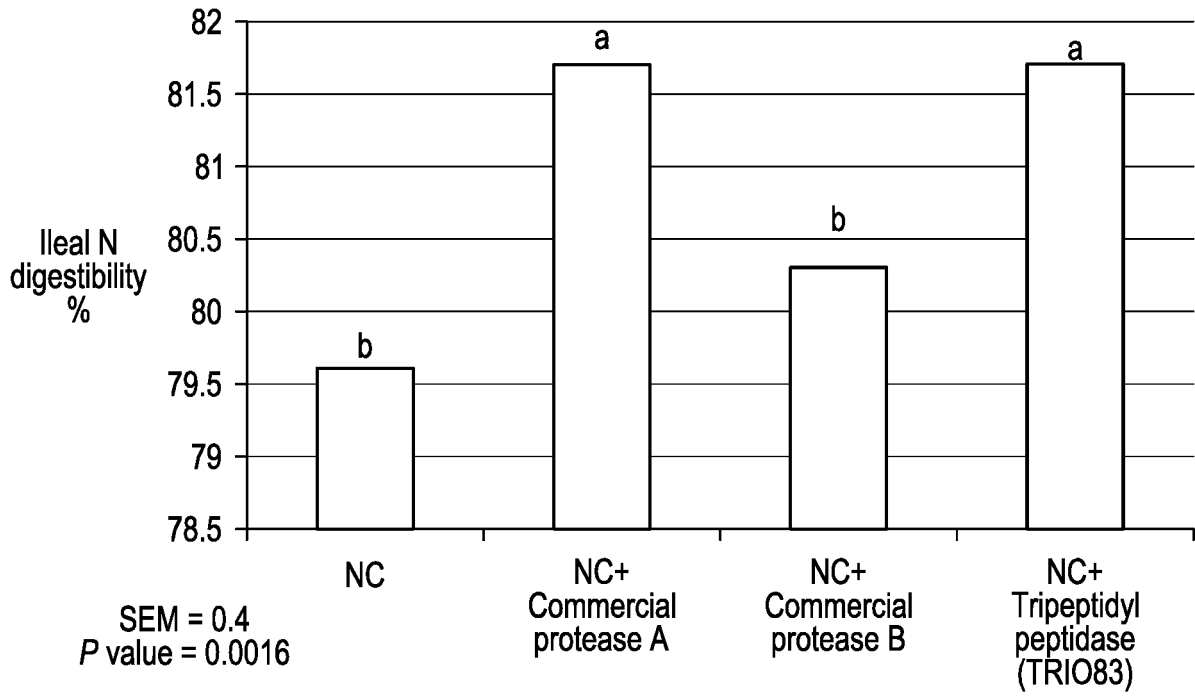 82
81.5
81
80.5
80
79.5
79
78.5
Ileal N
digestibility
%
b
a
b
a
NC
NC+
Commercial
protease A
NC+
Commercial
protease B
NC+
Tripeptidyl
peptidase
(TRIO83)
SEM = 0.4
P value = 0.0016